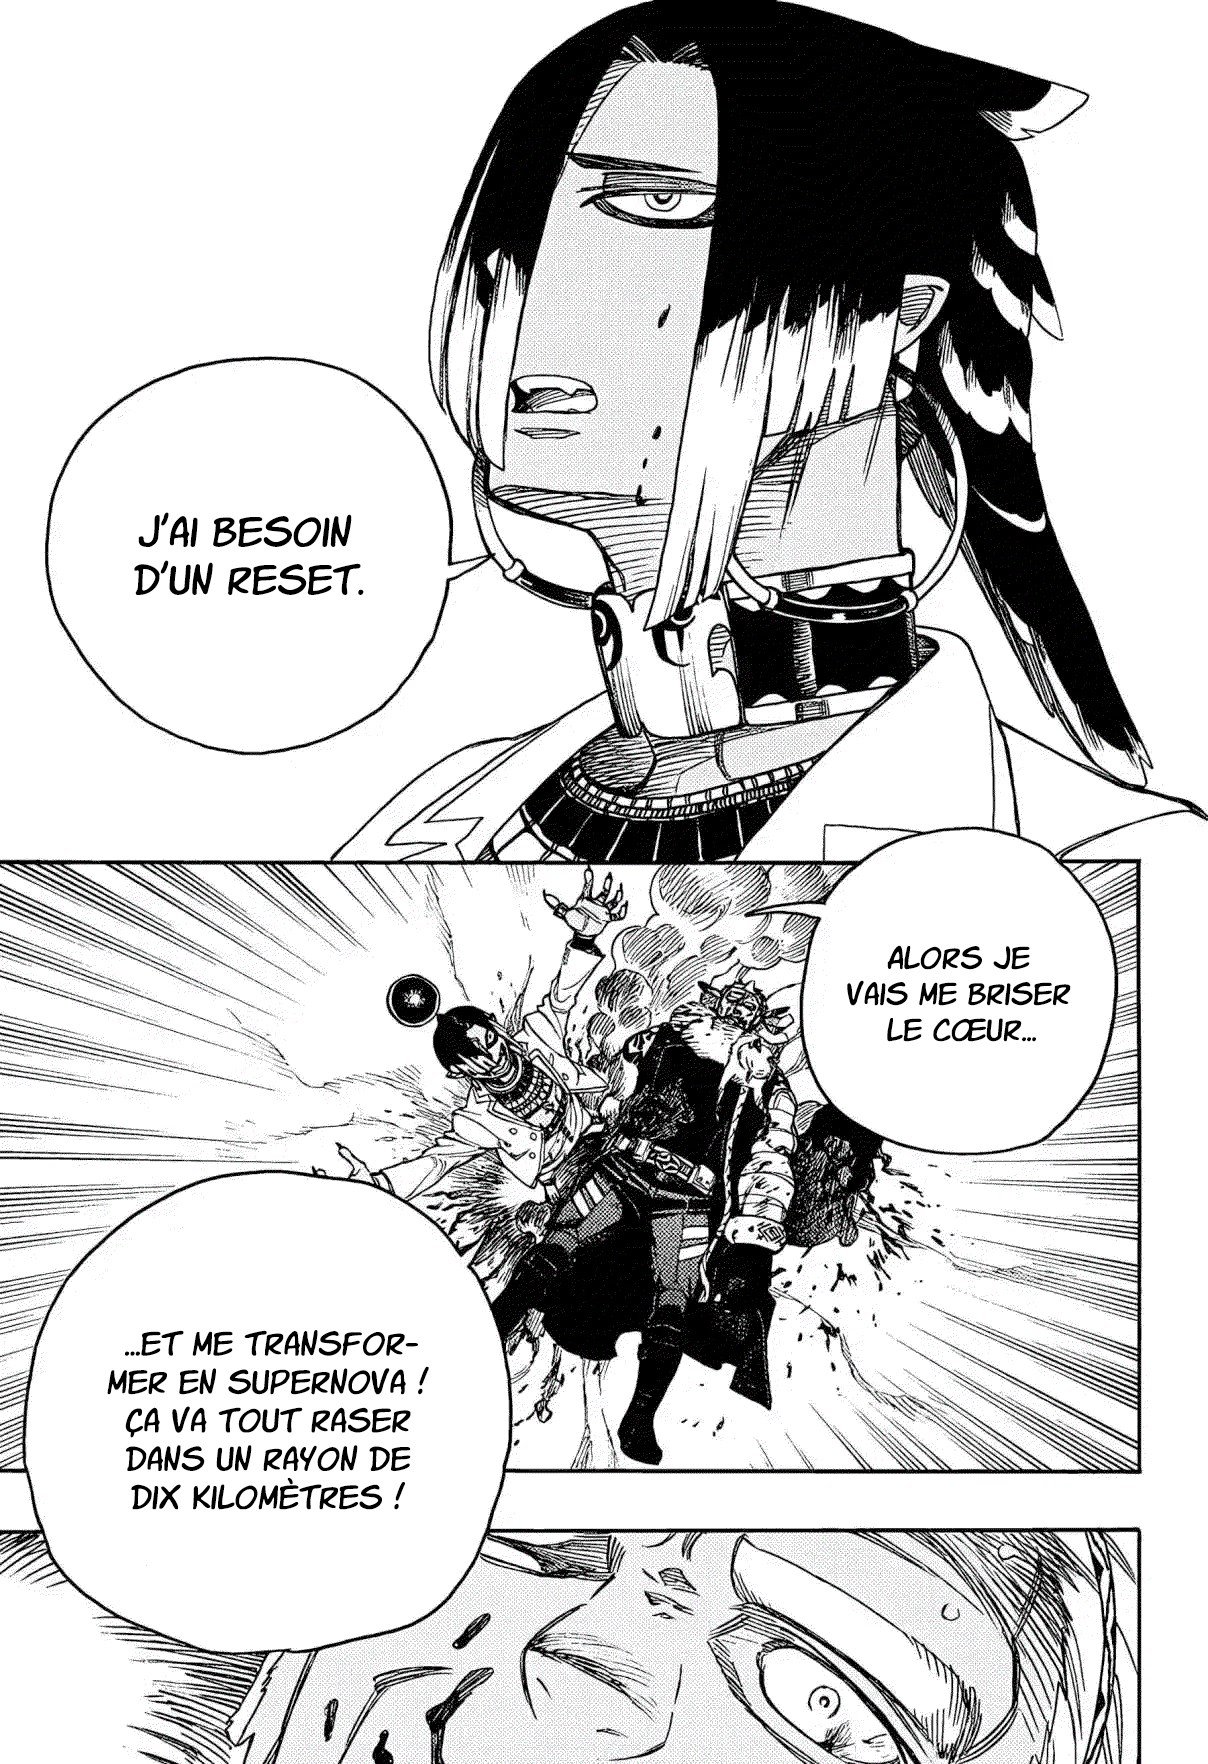 J'AI BESOIN
D'UN RESET.
ALORS JE
VAIS ME BRISER
LE CŒUR...
...ET ME TRANSFOR-
MER EN SUPERNOVA !
ÇA VA TOUT RASER
DANS UN RAYON DE
DIX KILOMÈTRES !